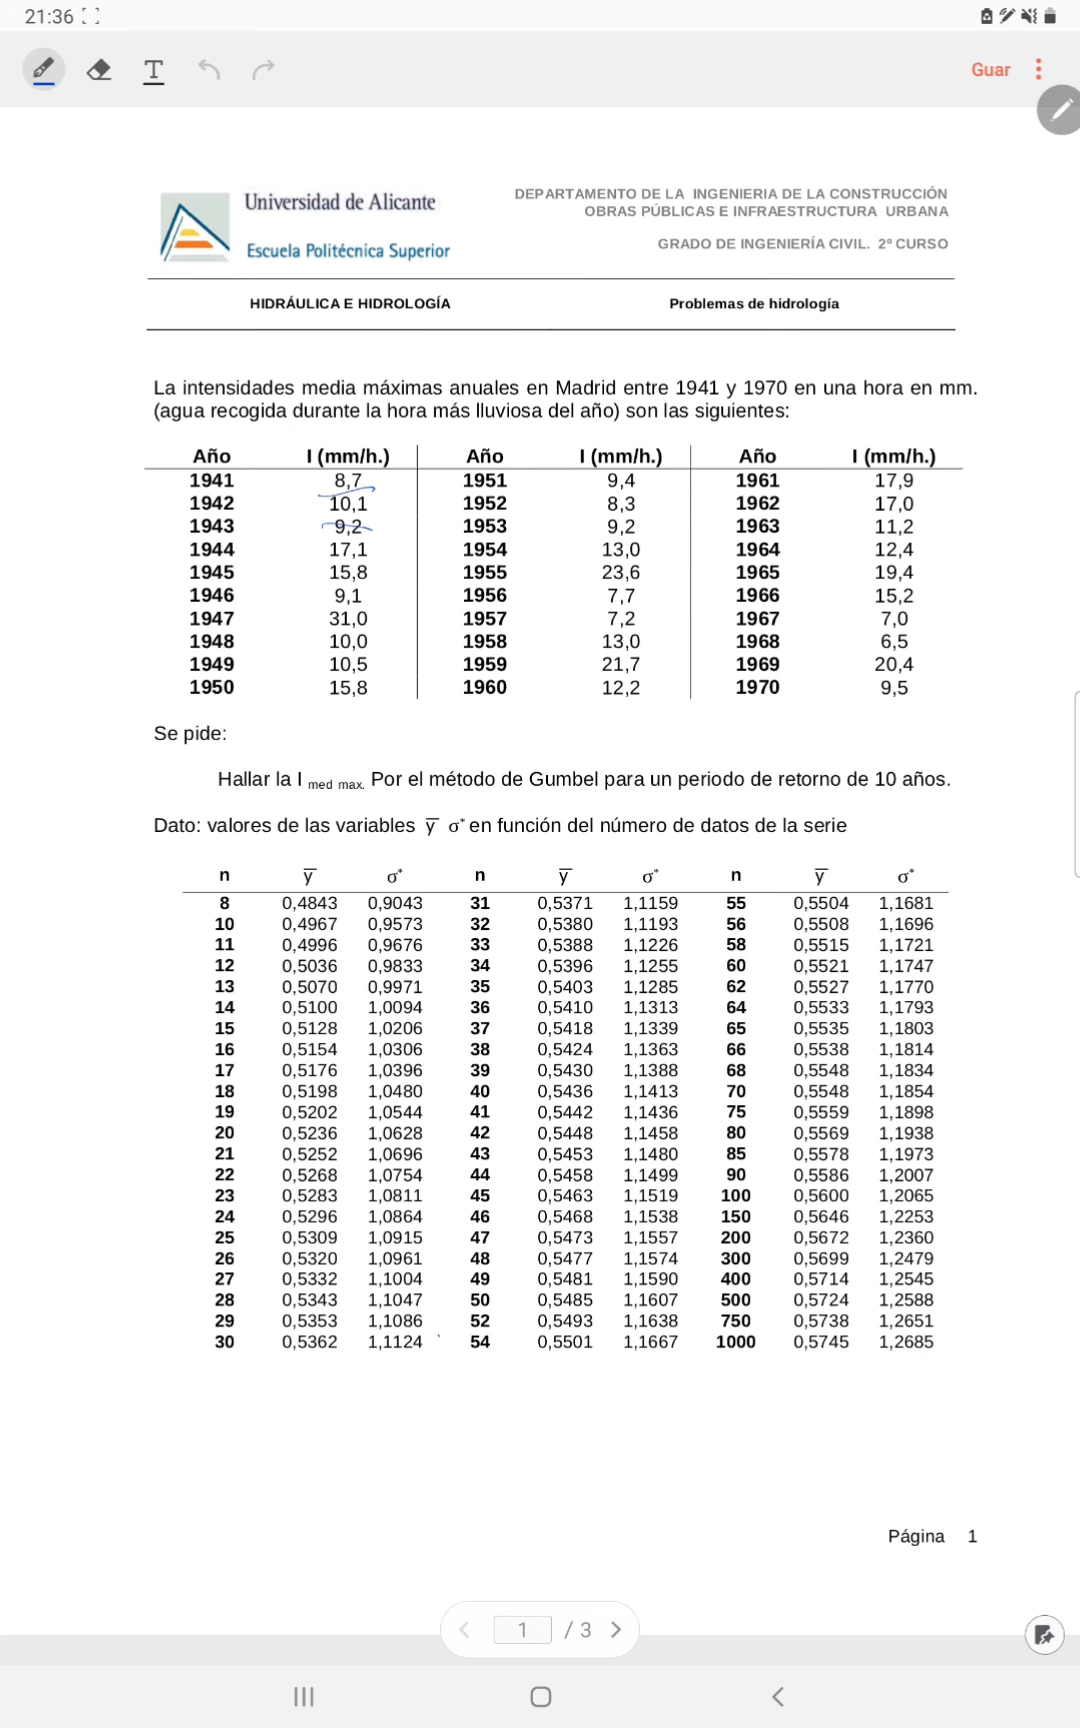 21:36
T
Guar
Universidad de Alicante
Escuela Politécnica Superior
DEPARTAMENTO DE LA INGENIERIA DE LA CONSTRUCCIÓN
OBRAS PÚBLICAS E INFRAESTRUCTURA URBANA
GRADO DE INGENIERÍA CIVIL. 2º CURSO
HIDRÁULICA E HIDROLOGÍA Problemas de hidrología
La intensidades media máximas anuales en Madrid entre 1941 y 1970 en una hora en mm.
(agua recogida durante la hora más lluviosa del año) son las siguientes:
Año I (mm/h.) Año I (mm/h.) Año I (mm/h.)
1941 8,7 1951 9,4 1961 17,9
1942 10,1 1952 8,3 1962 17,0
1943 9,2 1953 9,2 1963 11,2
1944 17,1 1954 13,0 1964 12,4
1945 15,8 1955 23,6 1965 19,4
1946 9,1 1956 7,7 1966 15,2
1947 31,0 1957 7,2 1967 7,0
1948 10,0 1958 13,0 1968 6,5
1949 10,5 1959 21,7 1969 20,4
1950 15,8 1960 12,2 1970 9,5
Se pide:
Hallar la I med max. Por el método de Gumbel para un periodo de retorno de 10 años.
Dato: valores de las variables y̅ σ* en función del número de datos de la serie
n y̅ σ* n y̅ σ* n y̅ σ*
8 0,4843 0,9043 31 0,5371 1,1159 55 0,5504 1,1681
10 0,4967 0,9573 32 0,5380 1,1193 56 0,5508 1,1696
11 0,4996 0,9676 33 0,5388 1,1226 58 0,5515 1,1721
12 0,5036 0,9833 34 0,5396 1,1255 60 0,5521 1,1747
13 0,5070 0,9971 35 0,5403 1,1285 62 0,5527 1,1770
14 0,5100 1,0094 36 0,5410 1,1313 64 0,5533 1,1793
15 0,5128 1,0206 37 0,5418 1,1339 65 0,5535 1,1803
16 0,5154 1,0306 38 0,5424 1,1363 66 0,5538 1,1814
17 0,5176 1,0396 39 0,5430 1,1388 68 0,5548 1,1834
18 0,5198 1,0480 40 0,5436 1,1413 70 0,5548 1,1854
19 0,5202 1,0544 41 0,5442 1,1436 75 0,5559 1,1898
20 0,5236 1,0628 42 0,5448 1,1458 80 0,5569 1,1938
21 0,5252 1,0696 43 0,5453 1,1480 85 0,5578 1,1973
22 0,5268 1,0754 44 0,5458 1,1499 90 0,5586 1,2007
23 0,5283 1,0811 45 0,5463 1,1519 100 0,5600 1,2065
24 0,5296 1,0864 46 0,5468 1,1538 150 0,5646 1,2253
25 0,5309 1,0915 47 0,5473 1,1557 200 0,5672 1,2360
26 0,5320 1,0961 48 0,5477 1,1574 300 0,5699 1,2479
27 0,5332 1,1004 49 0,5481 1,1590 400 0,5714 1,2545
28 0,5343 1,1047 50 0,5485 1,1607 500 0,5724 1,2588
29 0,5353 1,1086 52 0,5493 1,1638 750 0,5738 1,2651
30 0,5362 1,1124 54 0,5501 1,1667 1000 0,5745 1,2685
Página 1
1 / 3